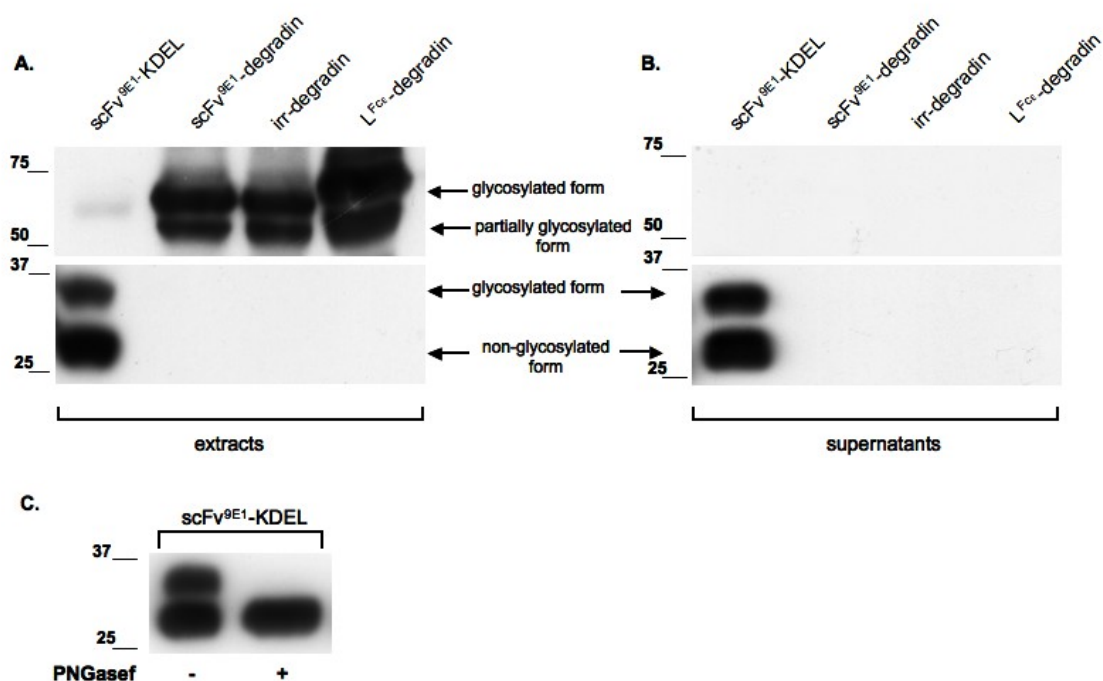 A.
scFv9E1-KDEL
scFv9E1-degradin
irr-degradin
LFcε-degradin
75
50
37
25
glycosylated form
partially glycosylated
form
glycosylated form
non-glycosylated
form
extracts
B.
scFv9E1-KDEL
scFv9E1-degradin
irr-degradin
LFcε-degradin
75
50
37
25
supernatants
C.
scFv9E1-KDEL
37
25
PNGasef - +